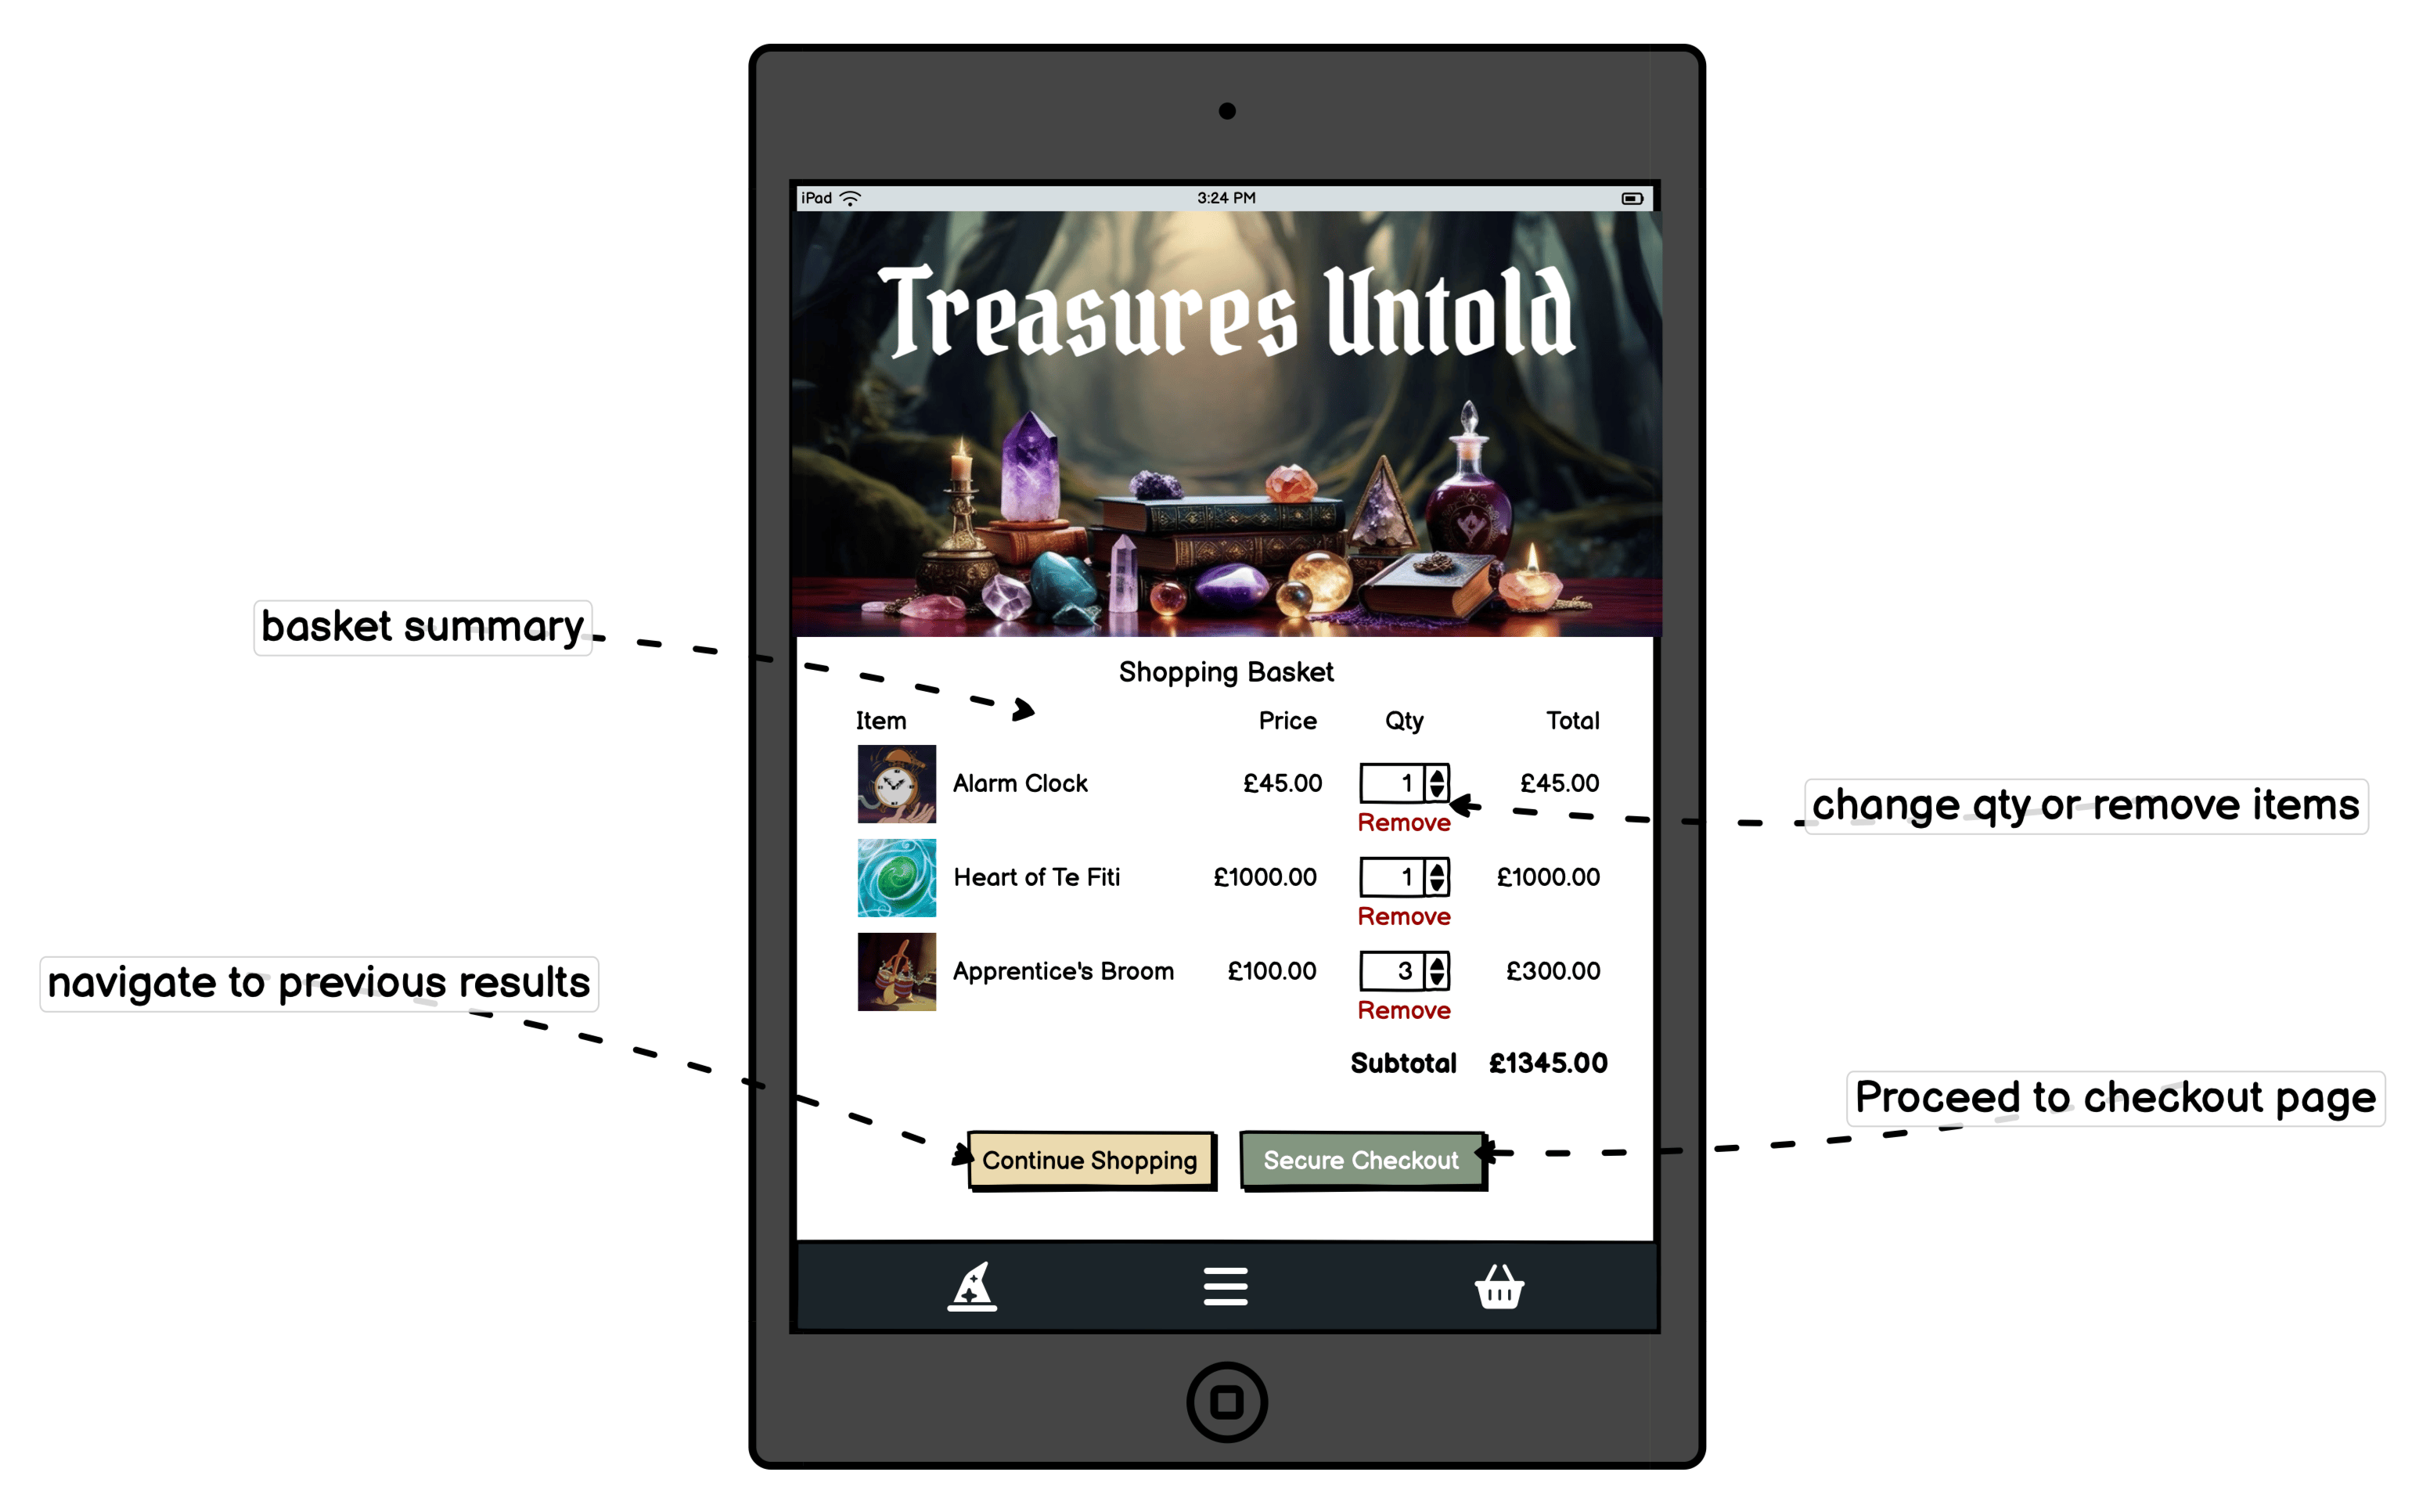 iPad 3:24 PM
Treasures Untold
basket summary
Shopping Basket
Item Price Qty Total
Alarm Clock £45.00 1 £45.00
Remove
change qty or remove items
Heart of Te Fiti £1000.00 1 £1000.00
Remove
navigate to previous results
Apprentice's Broom £100.00 3 £300.00
Remove
Subtotal £1345.00
Proceed to checkout page
Continue Shopping Secure Checkout